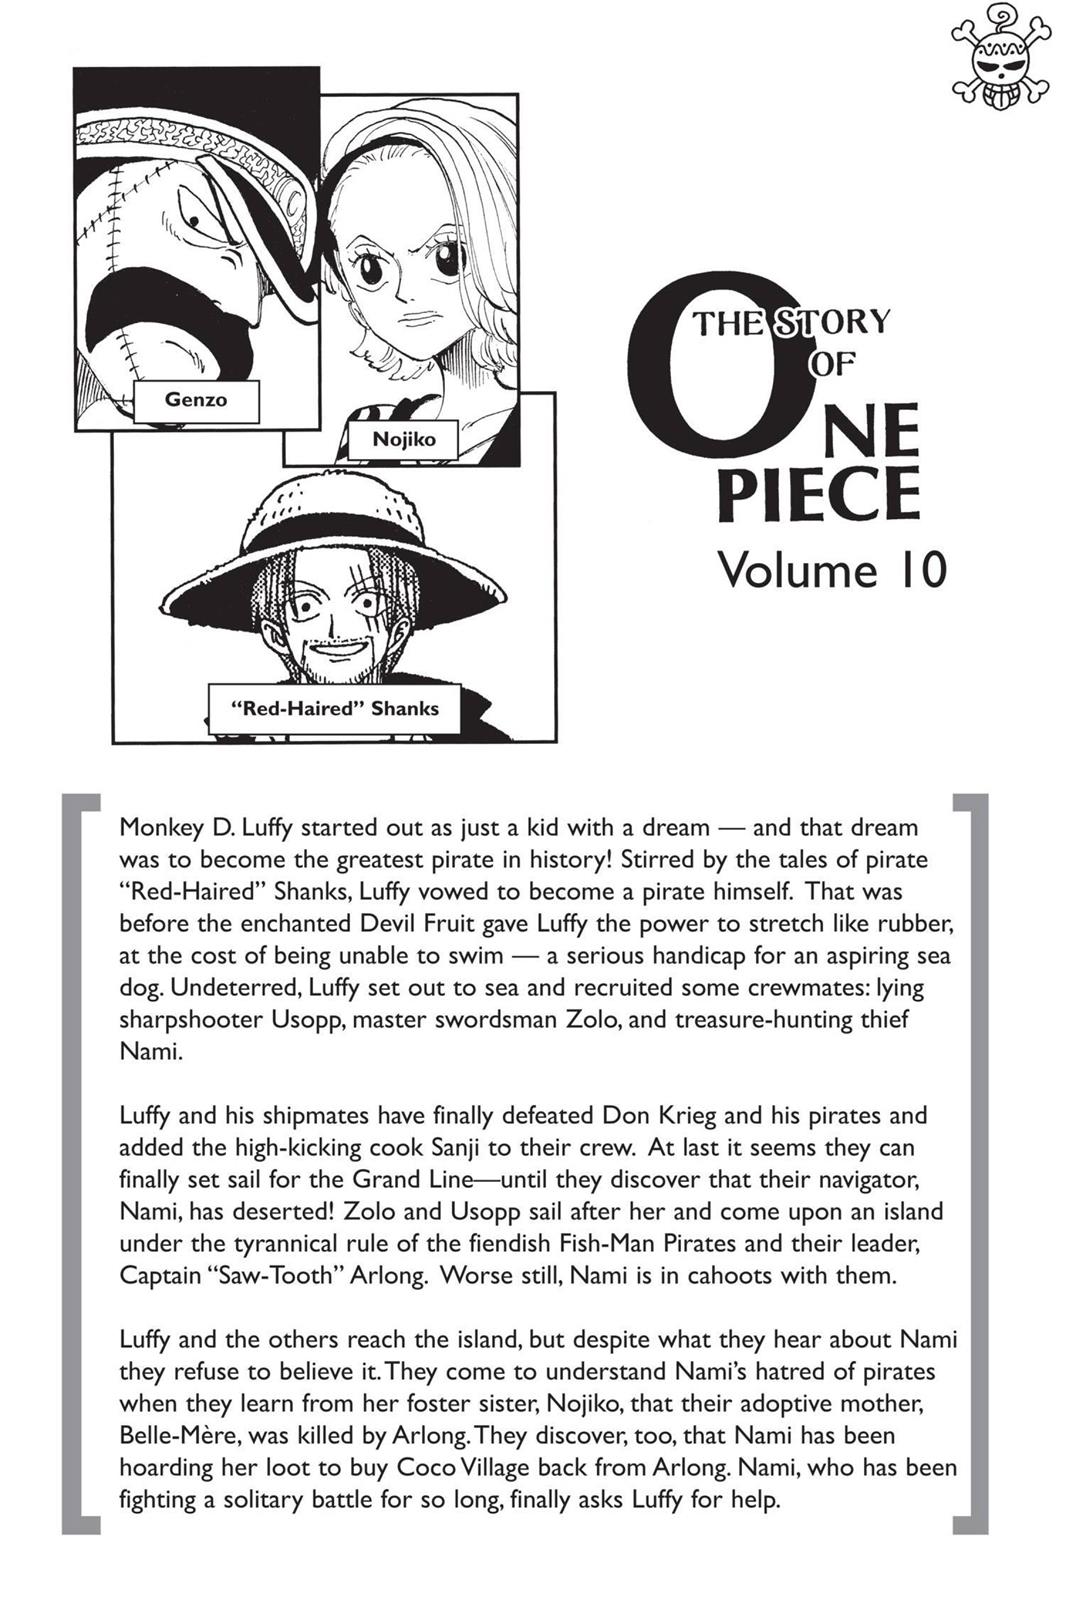 Genzo
Nojiko
"Red-Haired" Shanks
THE STORY
OF
ONE
PIECE
Volume 10
Monkey D. Luffy started out as just a kid with a dream — and that dream
was to become the greatest pirate in history! Stirred by the tales of pirate
“Red-Haired” Shanks, Luffy vowed to become a pirate himself. That was
before the enchanted Devil Fruit gave Luffy the power to stretch like rubber,
at the cost of being unable to swim — a serious handicap for an aspiring sea
dog. Undeterred, Luffy set out to sea and recruited some crewmates: lying
sharpshooter Usopp, master swordsman Zolo, and treasure-hunting thief
Nami.
Luffy and his shipmates have finally defeated Don Krieg and his pirates and
added the high-kicking cook Sanji to their crew. At last it seems they can
finally set sail for the Grand Line—until they discover that their navigator,
Nami, has deserted! Zolo and Usopp sail after her and come upon an island
under the tyrannical rule of the fiendish Fish-Man Pirates and their leader,
Captain “Saw-Tooth” Arlong. Worse still, Nami is in cahoots with them.
Luffy and the others reach the island, but despite what they hear about Nami
they refuse to believe it. They come to understand Nami’s hatred of pirates
when they learn from her foster sister, Nojiko, that their adoptive mother,
Belle-Mère, was killed by Arlong. They discover, too, that Nami has been
hoarding her loot to buy Coco Village back from Arlong. Nami, who has been
fighting a solitary battle for so long, finally asks Luffy for help.